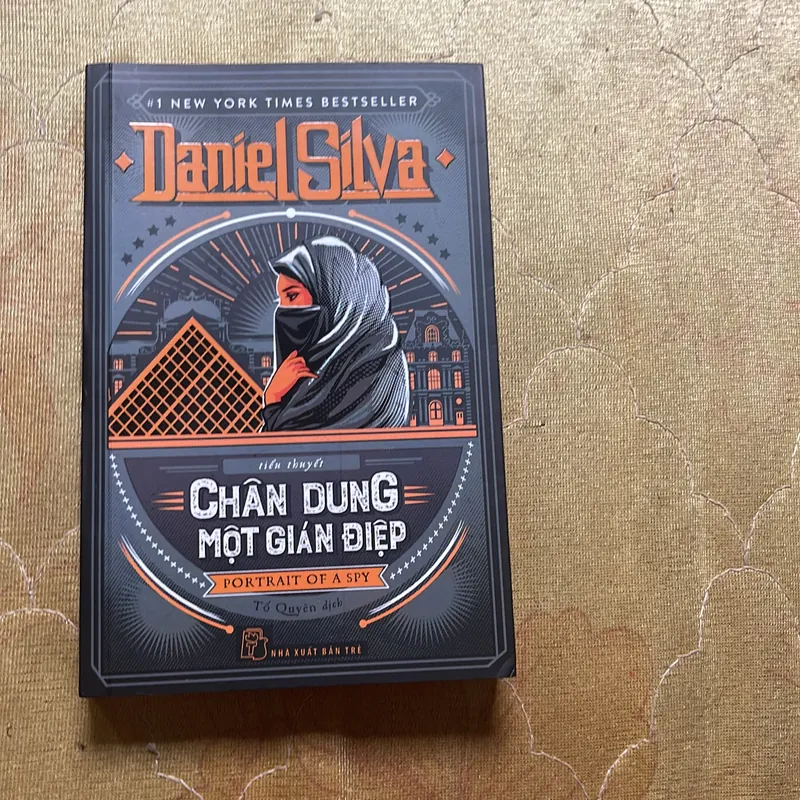 #1 NEW YORK TIMES BESTSELLER
Daniel Silva
tiểu thuyết
CHÂN DUNG
MỘT GIÁN ĐIỆP
PORTRAIT OF A SPY
Tố Quyên dịch
NHÀ XUẤT BẢN TRẺ